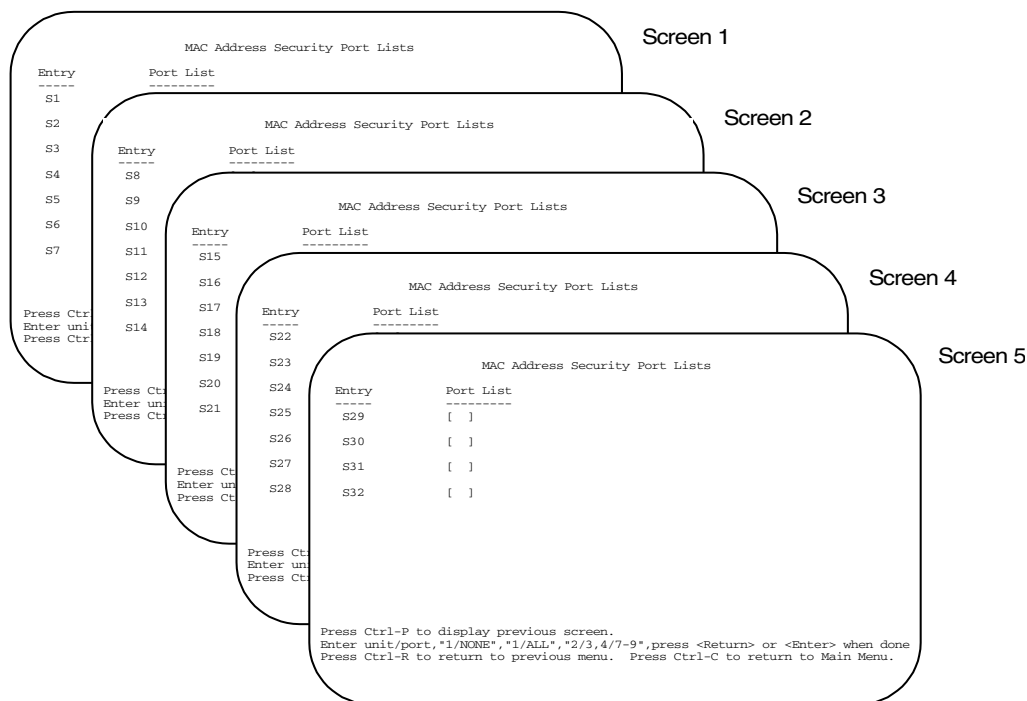 Screen 1
MAC Address Security Port Lists
Entry Port List
----- ---------
S1
S2
S3
S4
S5
S6
S7
Press Ctr
Enter uni
Press Ctr
Screen 2
MAC Address Security Port Lists
Entry Port List
----- ---------
S8
S9
S10
S11
S12
S13
S14
Press Ct
Enter un
Press Ct
Screen 3
MAC Address Security Port Lists
Entry Port List
----- ---------
S15
S16
S17
S18
S19
S20
S21
Press Ct
Enter un
Press Ct
Screen 4
MAC Address Security Port Lists
Entry Port List
----- ---------
S22
S23
S24
S25
S26
S27
S28
Press Ct
Enter un
Press Ct
Screen 5
MAC Address Security Port Lists
Entry Port List
----- ---------
S29 [ ]
S30 [ ]
S31 [ ]
S32 [ ]
Press Ctrl-P to display previous screen.
Enter unit/port,"1/NONE","1/ALL","2/3,4/7-9",press <Return> or <Enter> when done
Press Ctrl-R to return to previous menu. Press Ctrl-C to return to Main Menu.